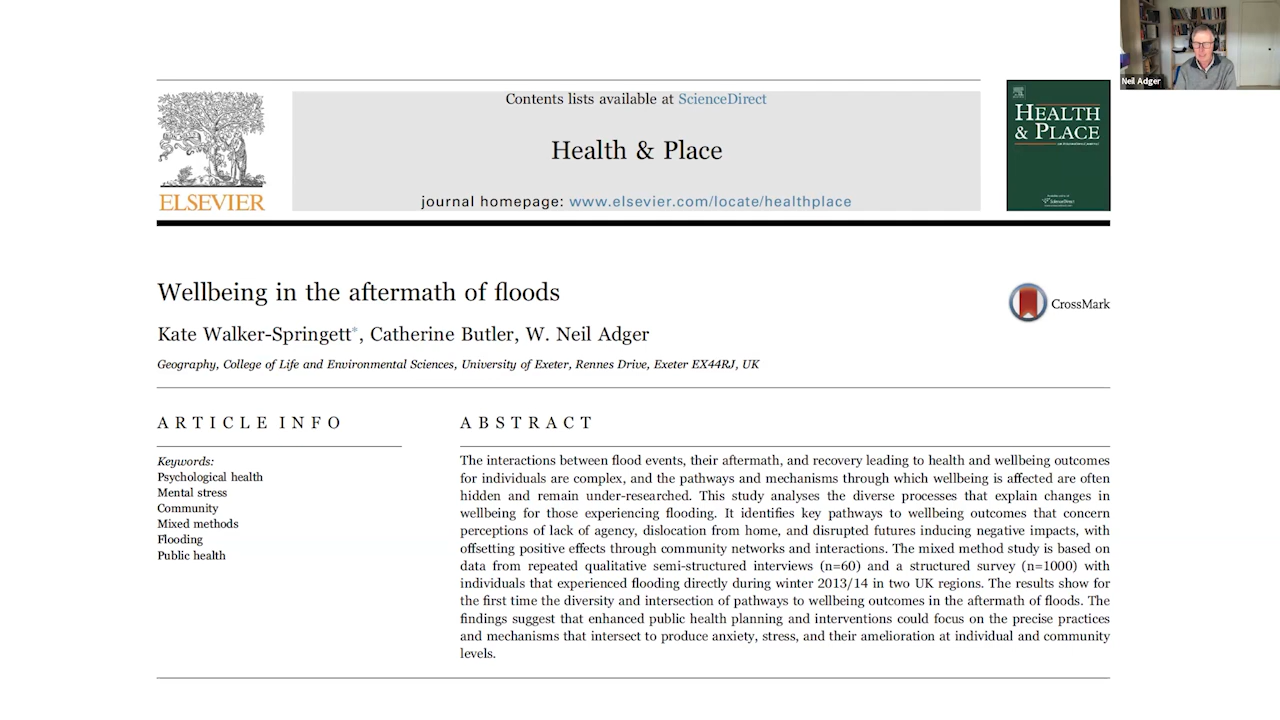 Neil Adger
Contents lists available at ScienceDirect
Health & Place
journal homepage: www.elsevier.com/locate/healthplace
ELSEVIER
HEALTH
& PLACE
Wellbeing in the aftermath of floods
CrossMark
Kate Walker-Springett*, Catherine Butler, W. Neil Adger
Geography, College of Life and Environmental Sciences, University of Exeter, Rennes Drive, Exeter EX44RJ, UK
ARTICLE INFO
Keywords:
Psychological health
Mental stress
Community
Mixed methods
Flooding
Public health
ABSTRACT
The interactions between flood events, their aftermath, and recovery leading to health and wellbeing outcomes
for individuals are complex, and the pathways and mechanisms through which wellbeing is affected are often
hidden and remain under-researched. This study analyses the diverse processes that explain changes in
wellbeing for those experiencing flooding. It identifies key pathways to wellbeing outcomes that concern
perceptions of lack of agency, dislocation from home, and disrupted futures inducing negative impacts, with
offsetting positive effects through community networks and interactions. The mixed method study is based on
data from repeated qualitative semi-structured interviews (n=60) and a structured survey (n=1000) with
individuals that experienced flooding directly during winter 2013/14 in two UK regions. The results show for
the first time the diversity and intersection of pathways to wellbeing outcomes in the aftermath of floods. The
findings suggest that enhanced public health planning and interventions could focus on the precise practices
and mechanisms that intersect to produce anxiety, stress, and their amelioration at individual and community
levels.